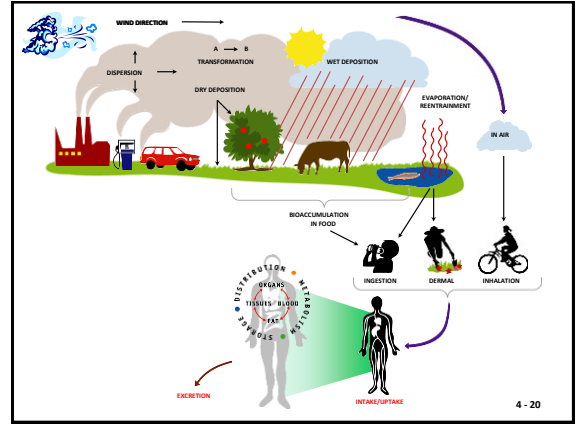 WIND DIRECTION
A
B
TRANSFORMATION
WET DEPOSITION
DISPERSION
DRY DEPOSITION
EVAPORATION/
REENTRAINMENT
IN AIR
BIOACCUMULATION
IN FOOD
INGESTION
DERMAL
INHALATION
DISTRIBUTION
METABOLISM
STORAGE
ORGANS
TISSUES
BLOOD
FAT
EXCRETION
INTAKE/UPTAKE
4 - 20